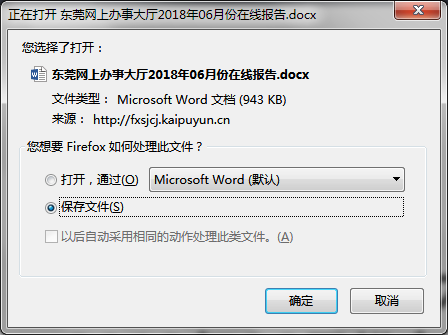 正在打开 东莞网上办事大厅2018年06月份在线报告.docx
您选择了打开：
东莞网上办事大厅2018年06月份在线报告.docx
文件类型： Microsoft Word 文档 (943 KB)
来源： http://fxsjcj.kaipuyun.cn
您想要 Firefox 如何处理此文件？
打开，通过(O) Microsoft Word (默认)
保存文件(S)
以后自动采用相同的动作处理此类文件。(A)
确定 取消